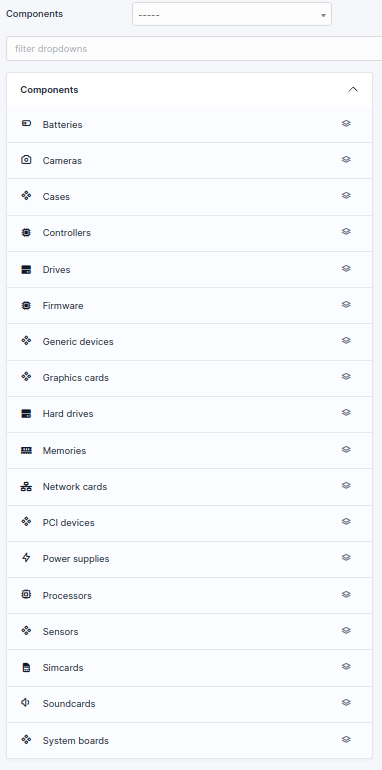 Components -----
filter dropdowns
Components
Batteries
Cameras
Cases
Controllers
Drives
Firmware
Generic devices
Graphics cards
Hard drives
Memories
Network cards
PCI devices
Power supplies
Processors
Sensors
Simcards
Soundcards
System boards